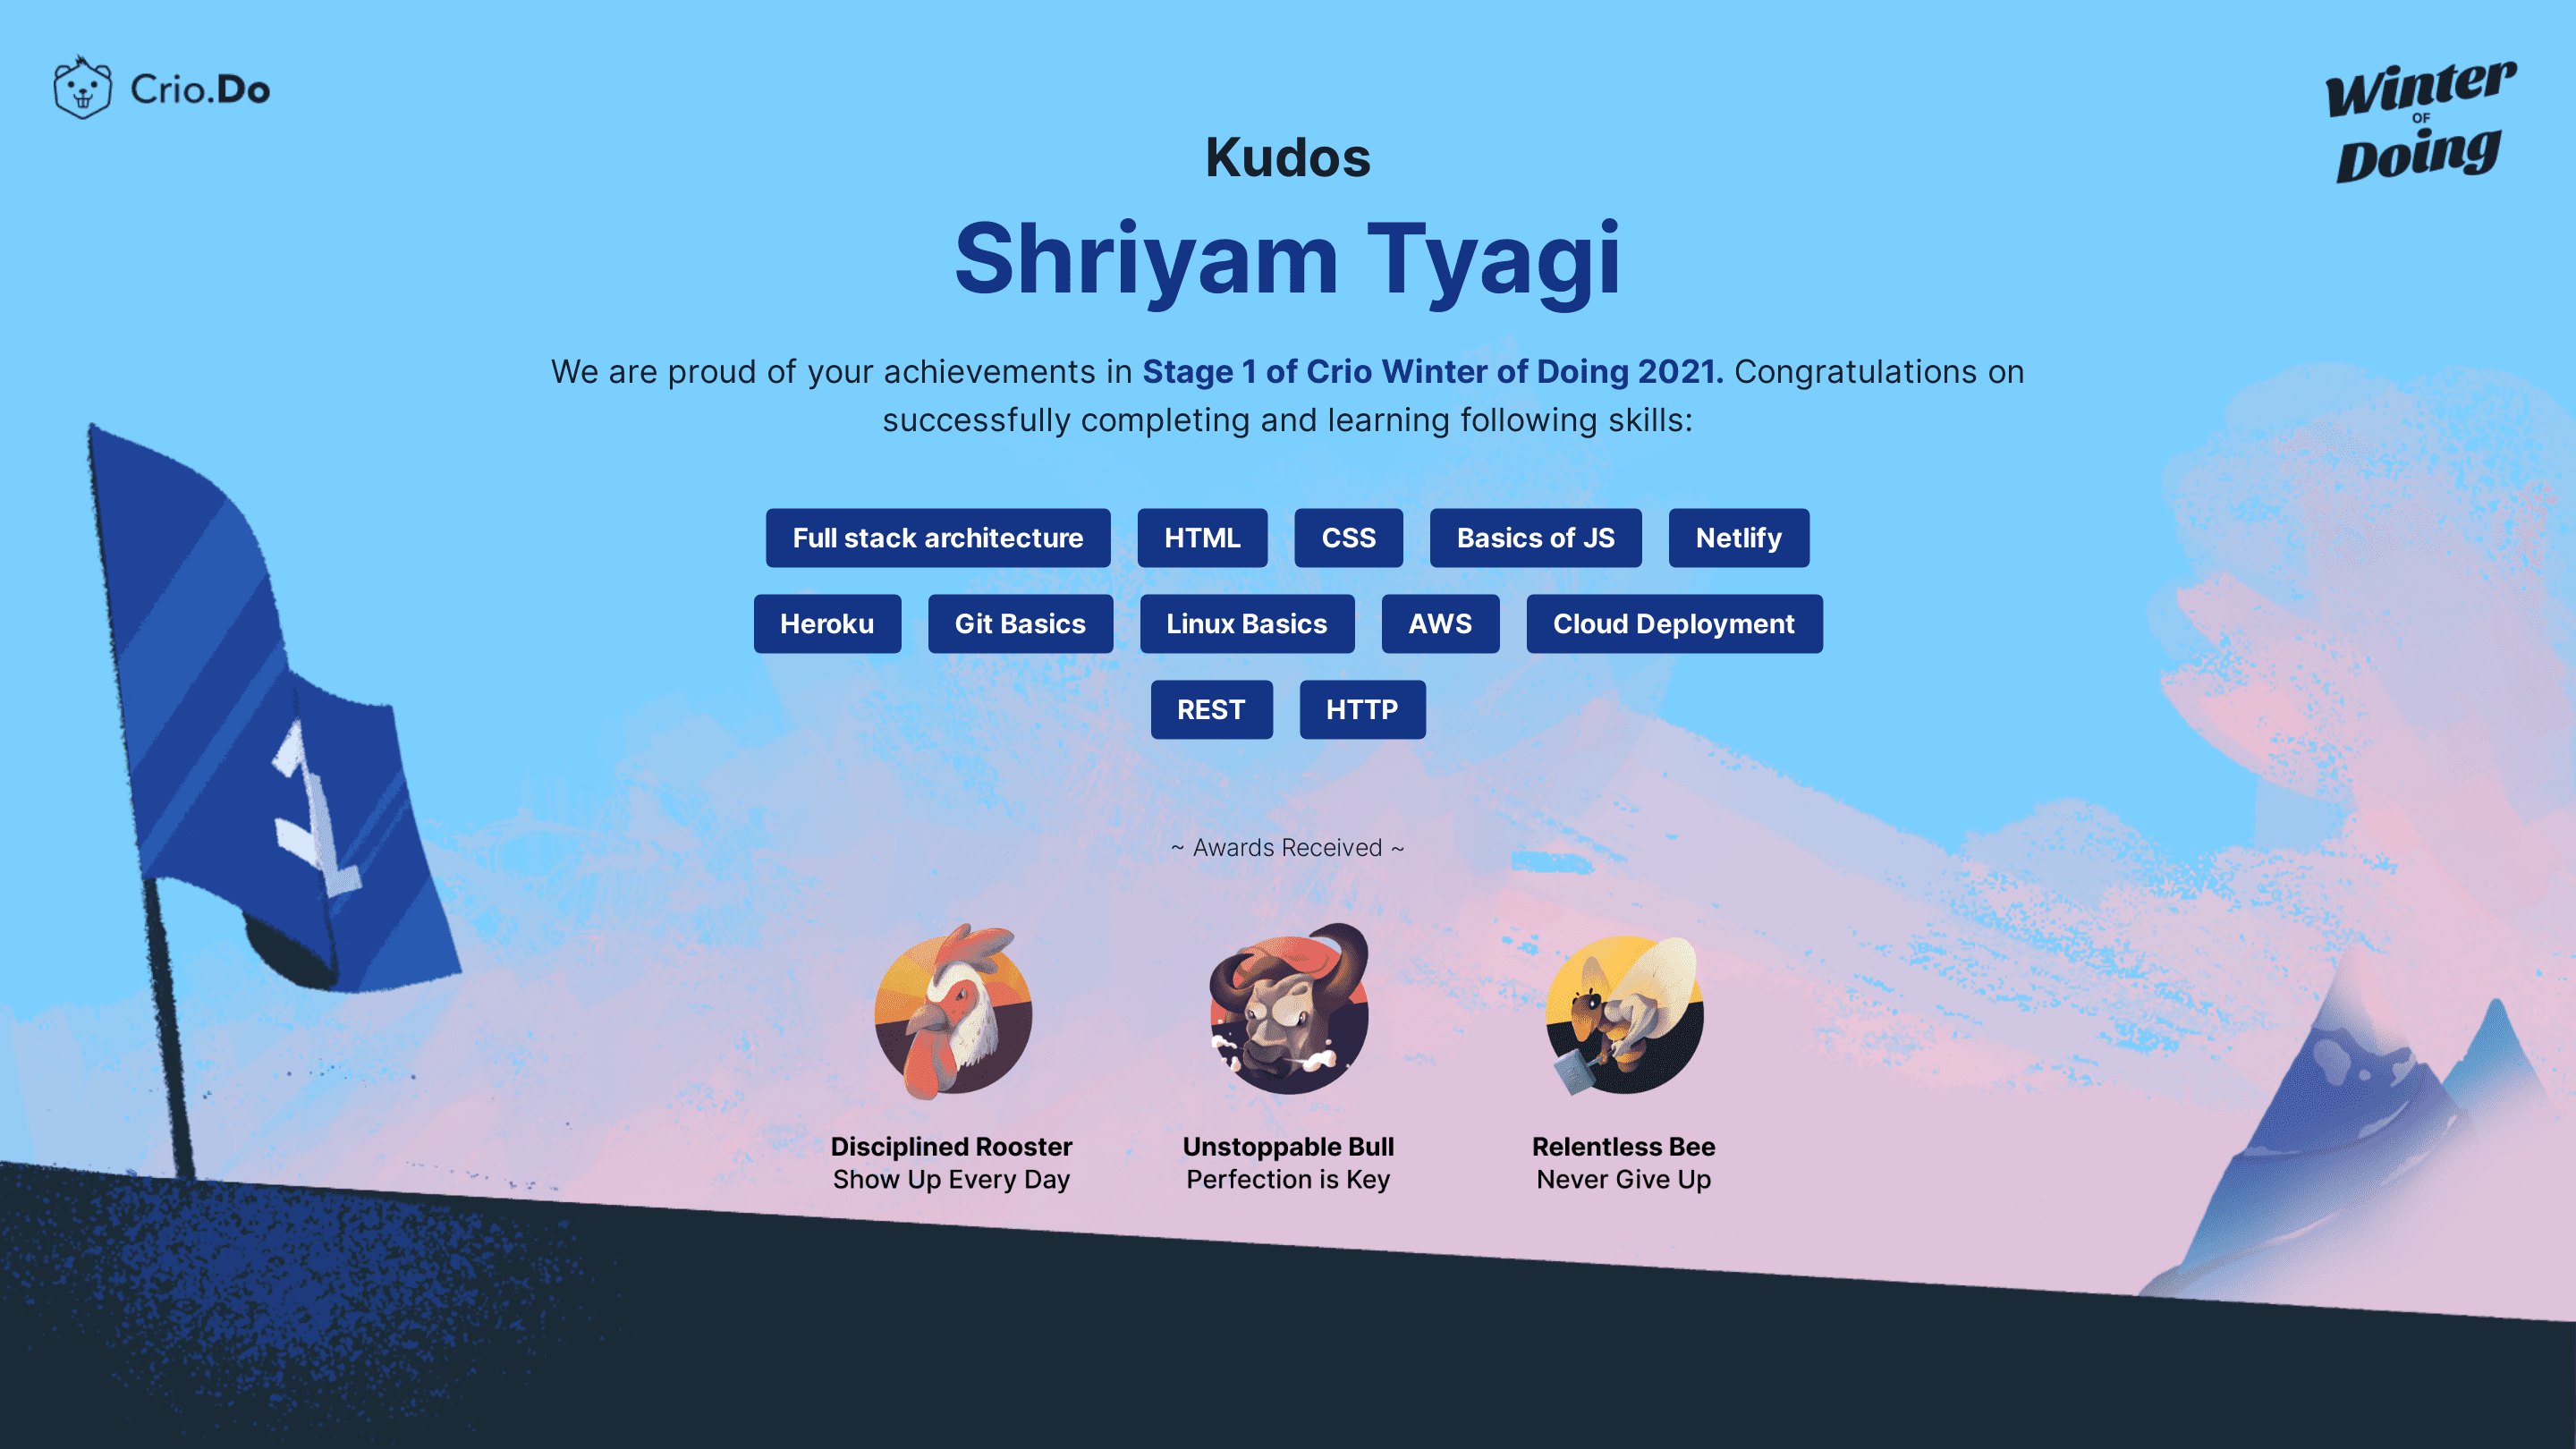 Crio.Do
Winter
OF
Doing
Kudos
Shriyam Tyagi
We are proud of your achievements in Stage 1 of Crio Winter of Doing 2021. Congratulations on
successfully completing and learning following skills:
Full stack architecture HTML CSS Basics of JS Netlify
Heroku Git Basics Linux Basics AWS Cloud Deployment
REST HTTP
1
~ Awards Received ~
Disciplined Rooster Unstoppable Bull Relentless Bee
Show Up Every Day Perfection is Key Never Give Up